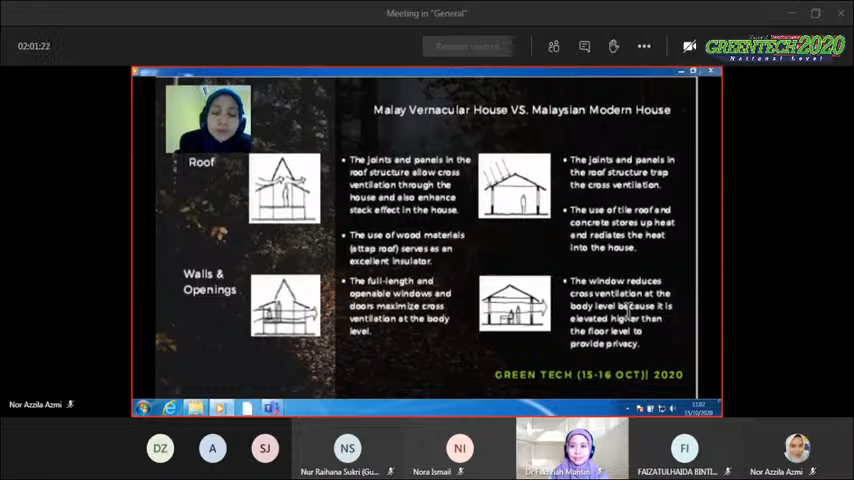 Meeting in "General"
02:01:22
GREENTECH2020
National Level
Malay Vernacular House VS. Malaysian Modern House
Roof
• The joints and panels in the
roof structure allow cross
ventilation through the
house and also enhance
stack effect in the house.
• The use of wood materials
(attap roof) serves as an
excellent insulator.
• The joints and panels in
the roof structure trap
the cross ventilation.
• The use of tile roof and
concrete stores up heat
and radiates the heat
into the house.
Walls &
Openings
• The full-length and
openable windows and
doors maximize cross
ventilation at the body
level.
• The window reduces
cross ventilation at the
body level because it is
elevated higher than
the floor level to
provide privacy.
GREEN TECH (15-16 OCT)| 2020
Nor Azzila Azmi
11:02
15/10/2020
DZ
A
SJ
NS
NI
FI
Nur Raihana Sukri (Gu...
Nora Ismail
FAIZATULHAIDA BINTI...
Nor Azzila Azmi